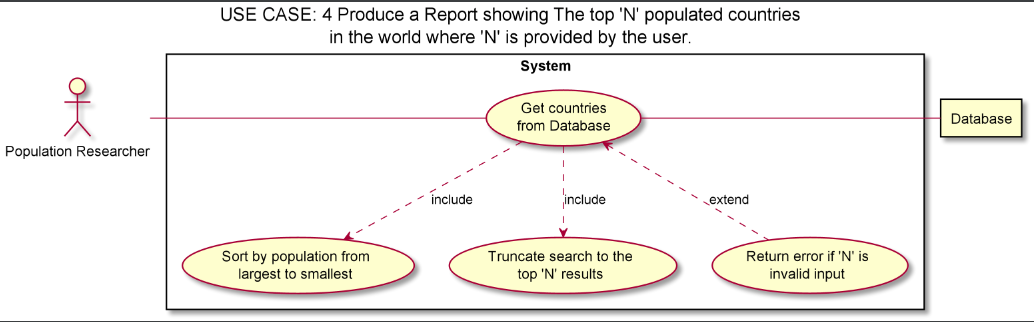 USE CASE: 4 Produce a Report showing The top 'N' populated countries
in the world where 'N' is provided by the user.
System
Get countries
from Database
Database
Population Researcher
include
include
extend
Sort by population from
largest to smallest
Truncate search to the
top 'N' results
Return error if 'N' is
invalid input